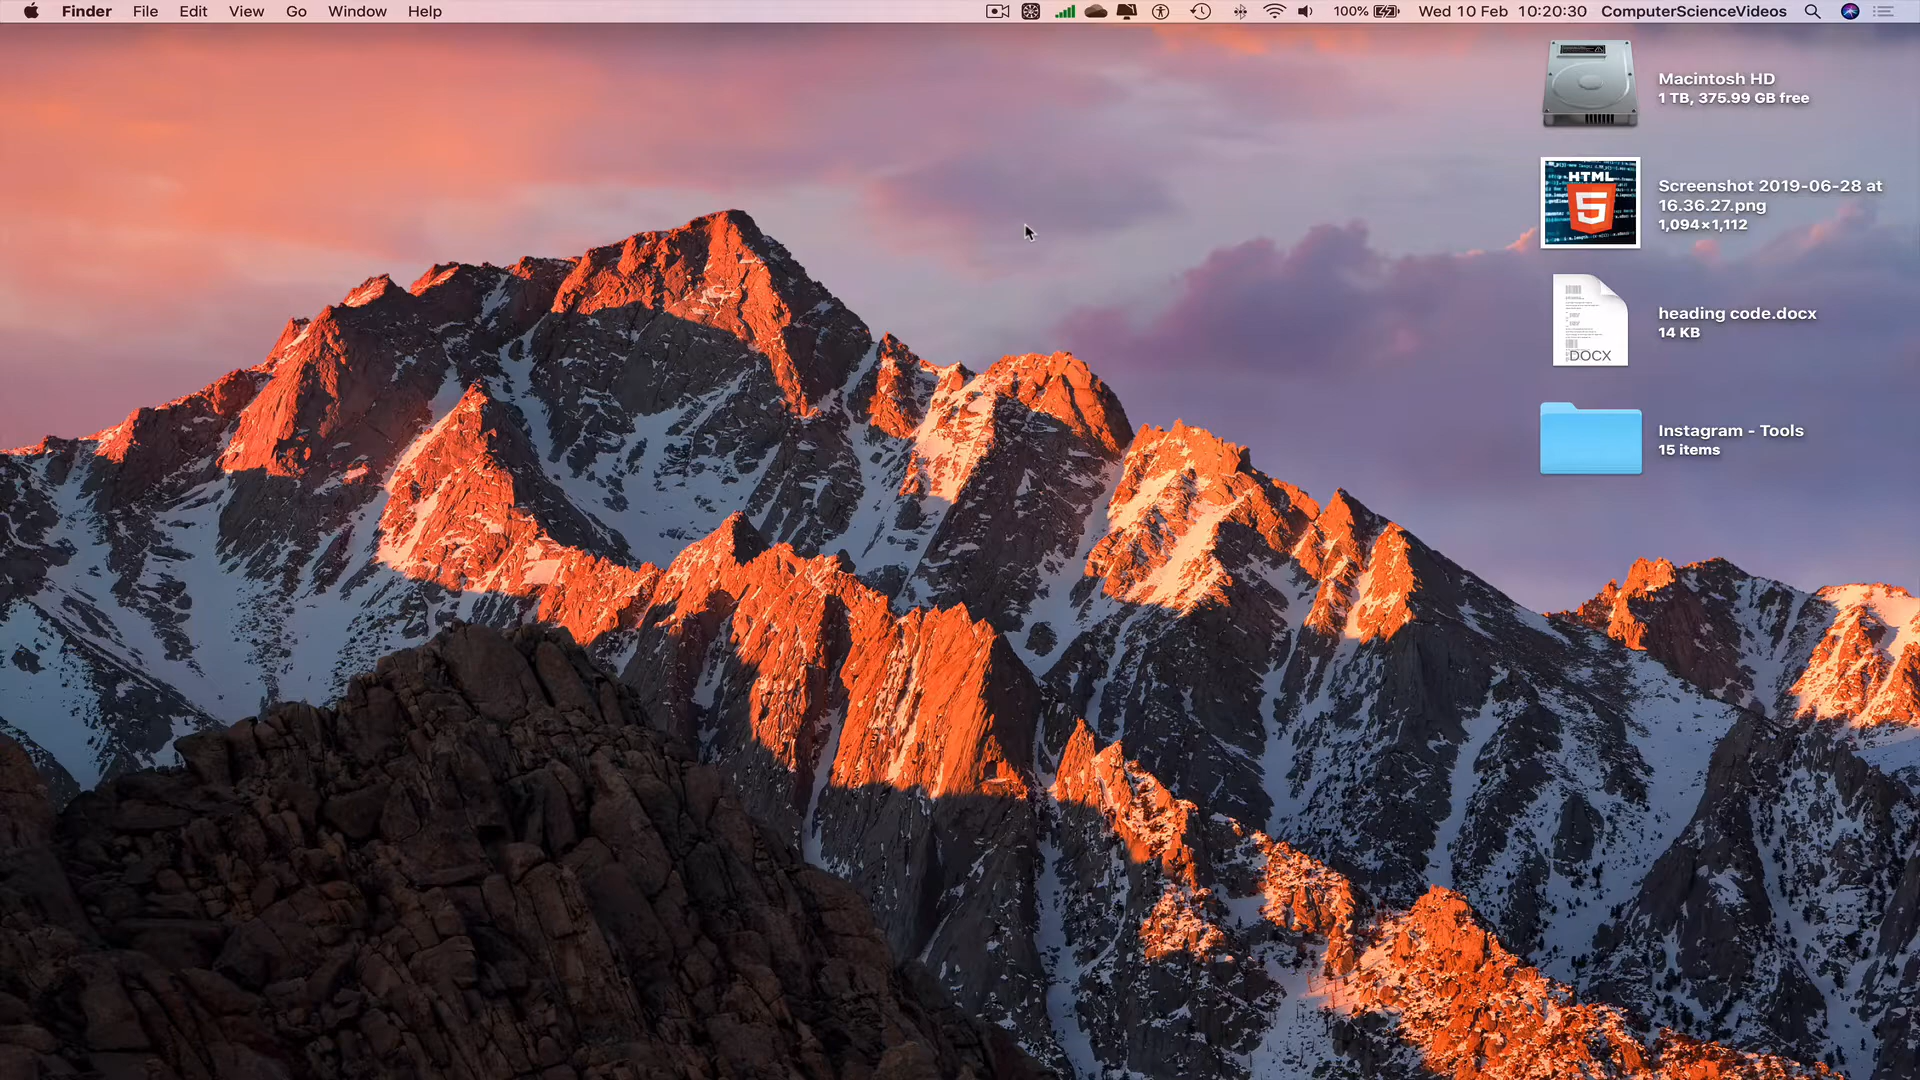 Finder File Edit View Go Window Help 100% Wed 10 Feb 10:20:30 ComputerScienceVideos
Macintosh HD
1 TB, 375.99 GB free
HTML
5
Screenshot 2019-06-28 at
16.36.27.png
1,094×1,112
DOCX
heading code.docx
14 KB
Instagram - Tools
15 items